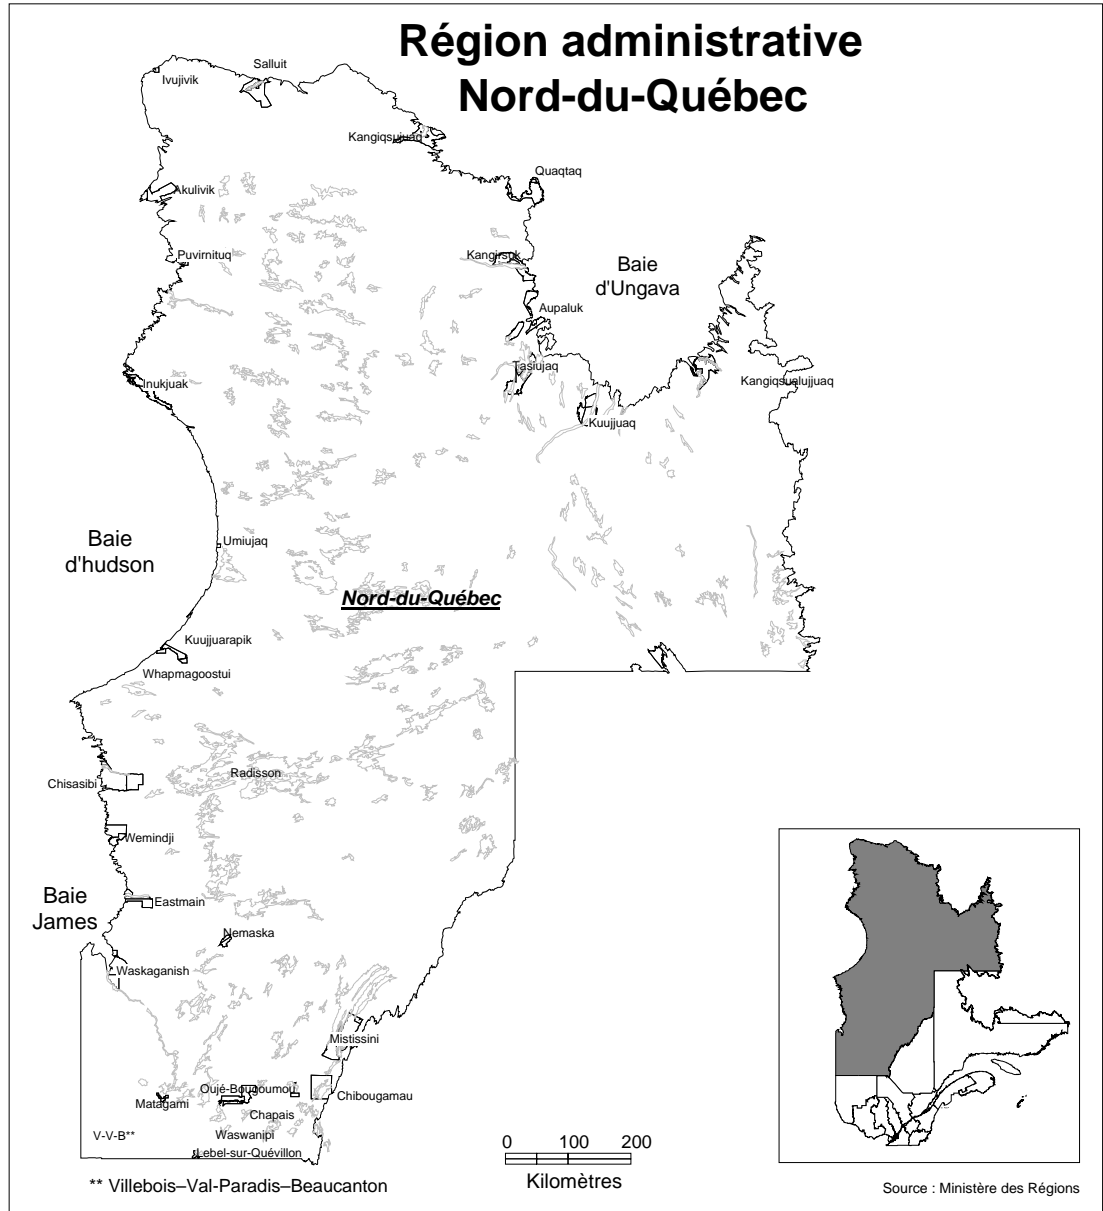 Région administrative
Nord-du-Québec
Salluit
Ivujivik
Kangiqsujuaq
Quaqtaq
Akulivik
Puvirnituq
Kangirsuk
Baie
d'Ungava
Aupaluk
Tasiujaq
Inukjuak
Kangiqsualujjuaq
Kuujjuaq
Baie
d'hudson
Umiujaq
Nord-du-Québec
Kuujjuarapik
Whapmagoostui
Radisson
Chisasibi
Wemindji
Baie
James
Eastmain
Nemaska
Waskaganish
Mistissini
Oujé-Bougoumou
Matagami
Chibougamau
Chapais
V-V-B**
Waswanipi
Lebel-sur-Quévillon
0 100 200
Kilomètres
** Villebois–Val-Paradis–Beaucanton
Source : Ministère des Régions